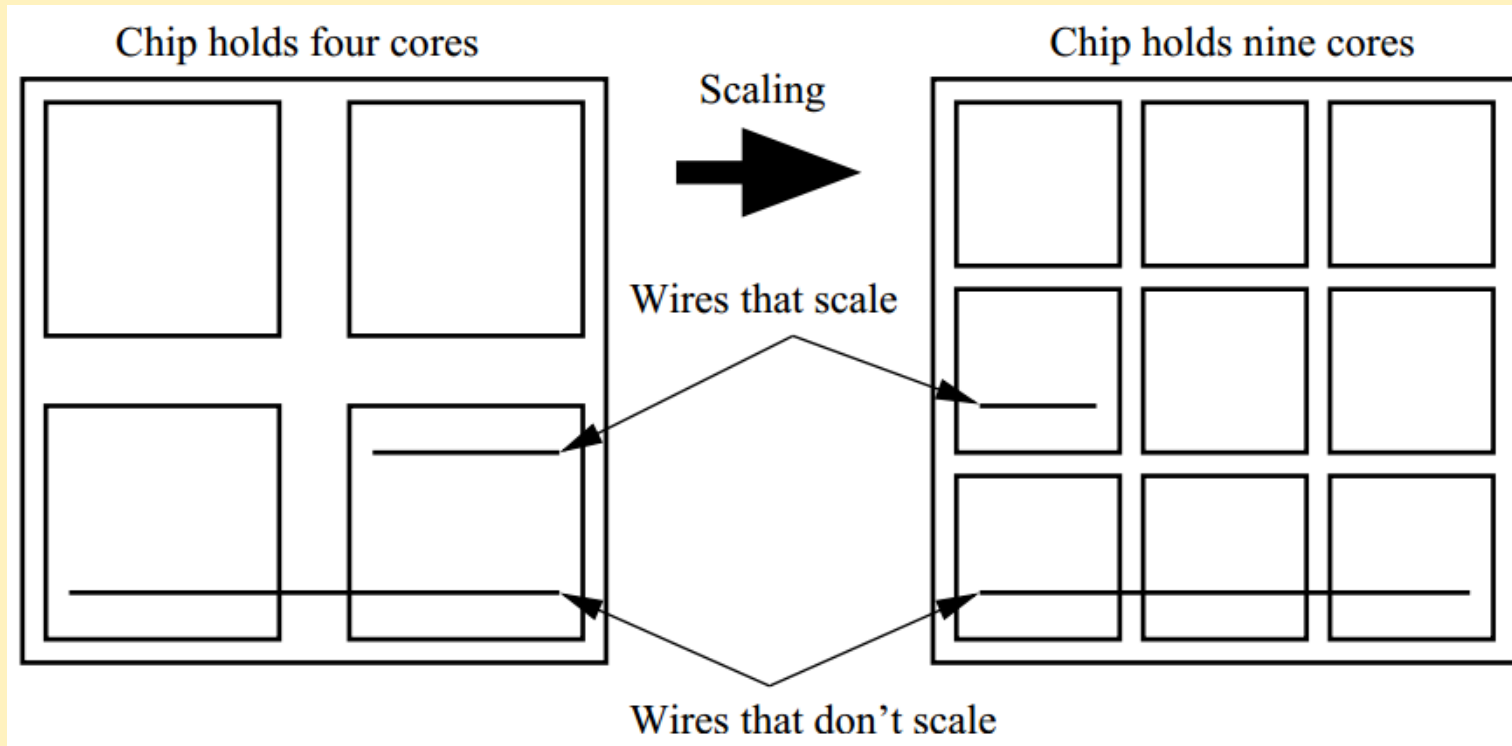 Chip holds four cores
Chip holds nine cores
Scaling
Wires that scale
Wires that don’t scale